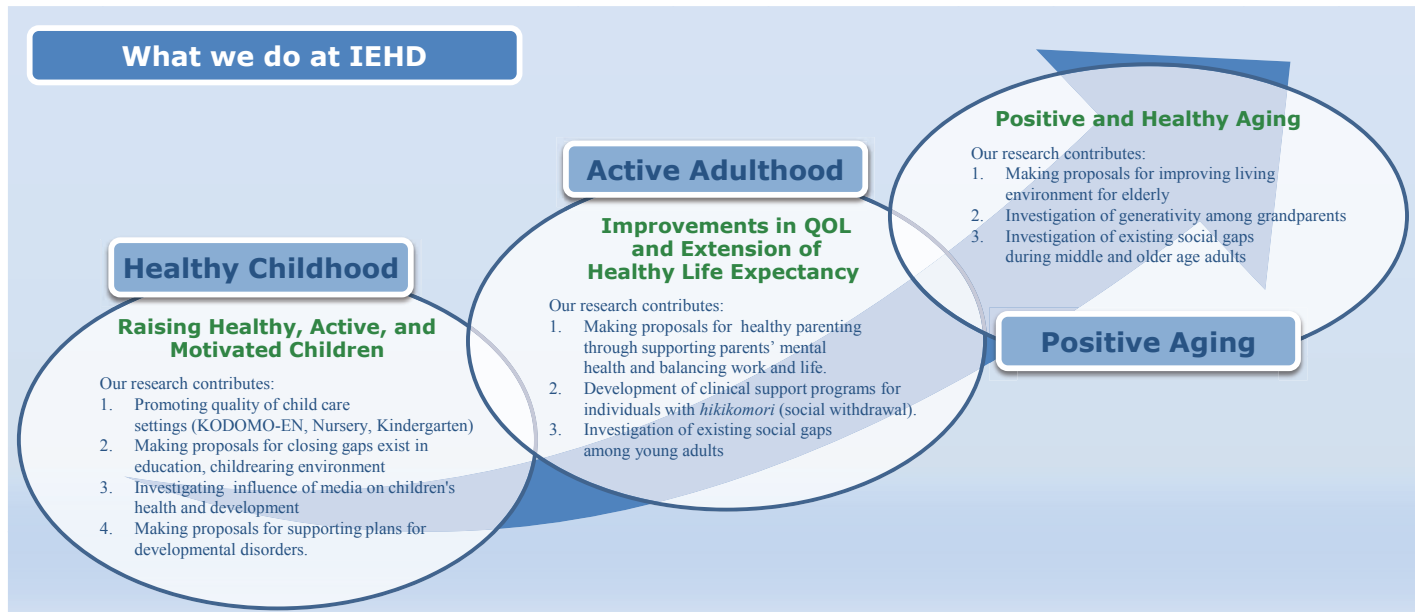 What we do at IEHD
Healthy Childhood
Raising Healthy, Active, and
Motivated Children
Our research contributes:
1. Promoting quality of child care
settings (KODOMO-EN, Nursery, Kindergarten)
2. Making proposals for closing gaps exist in
education, childrearing environment
3. Investigating influence of media on children's
health and development
4. Making proposals for supporting plans for
developmental disorders.
Active Adulthood
Improvements in QOL
and Extension of
Healthy Life Expectancy
Our research contributes:
1. Making proposals for healthy parenting
through supporting parents’ mental
health and balancing work and life.
2. Development of clinical support programs for
individuals with hikikomori (social withdrawal).
3. Investigation of existing social gaps
among young adults
Positive and Healthy Aging
Our research contributes:
1. Making proposals for improving living
environment for elderly
2. Investigation of generativity among grandparents
3. Investigation of existing social gaps
during middle and older age adults
Positive Aging